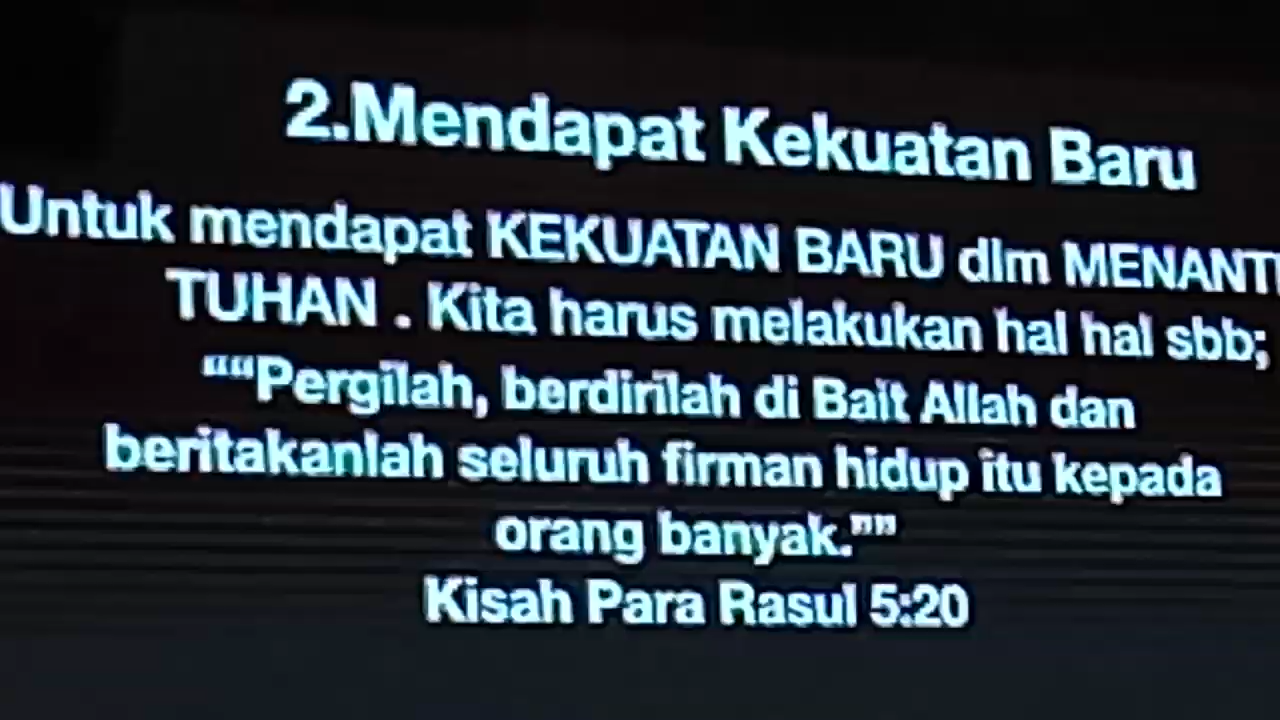 2.Mendapat Kekuatan Baru
Untuk mendapat KEKUATAN BARU dlm MENANTI
TUHAN . Kita harus melakukan hal hal sbb;
““Pergilah, berdirilah di Bait Allah dan
beritakanlah seluruh firman hidup itu kepada
orang banyak.””
Kisah Para Rasul 5:20